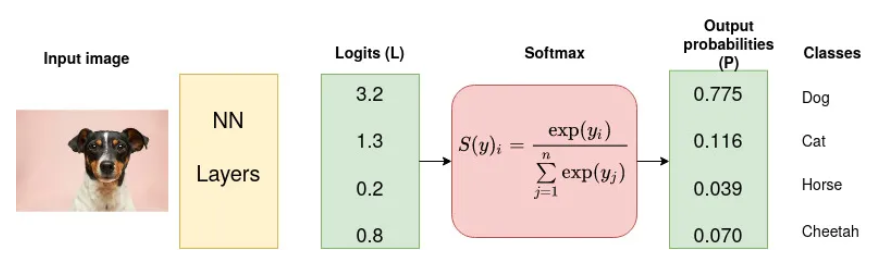 Input image
NN
Layers
Logits (L)
3.2
1.3
0.2
0.8
Softmax
S(y)_i = exp(y_i) / n∑j=1 exp(y_j)
Output
probabilities
(P)
0.775
0.116
0.039
0.070
Classes
Dog
Cat
Horse
Cheetah